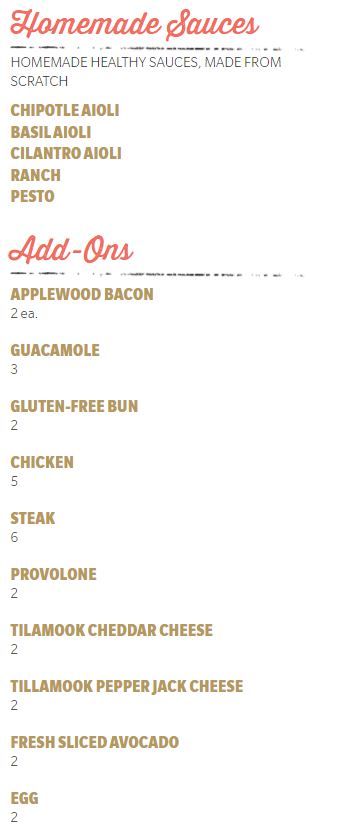 Homemade Sauces
HOMEMADE HEALTHY SAUCES, MADE FROM
SCRATCH
CHIPOTLE AIOLI
BASIL AIOLI
CILANTRO AIOLI
RANCH
PESTO
Add-Ons
APPLEWOOD BACON
2 ea.
GUACAMOLE
3
GLUTEN-FREE BUN
2
CHICKEN
5
STEAK
6
PROVOLONE
2
TILAMOOK CHEDDAR CHEESE
2
TILLAMOOK PEPPER JACK CHEESE
2
FRESH SLICED AVOCADO
2
EGG
2